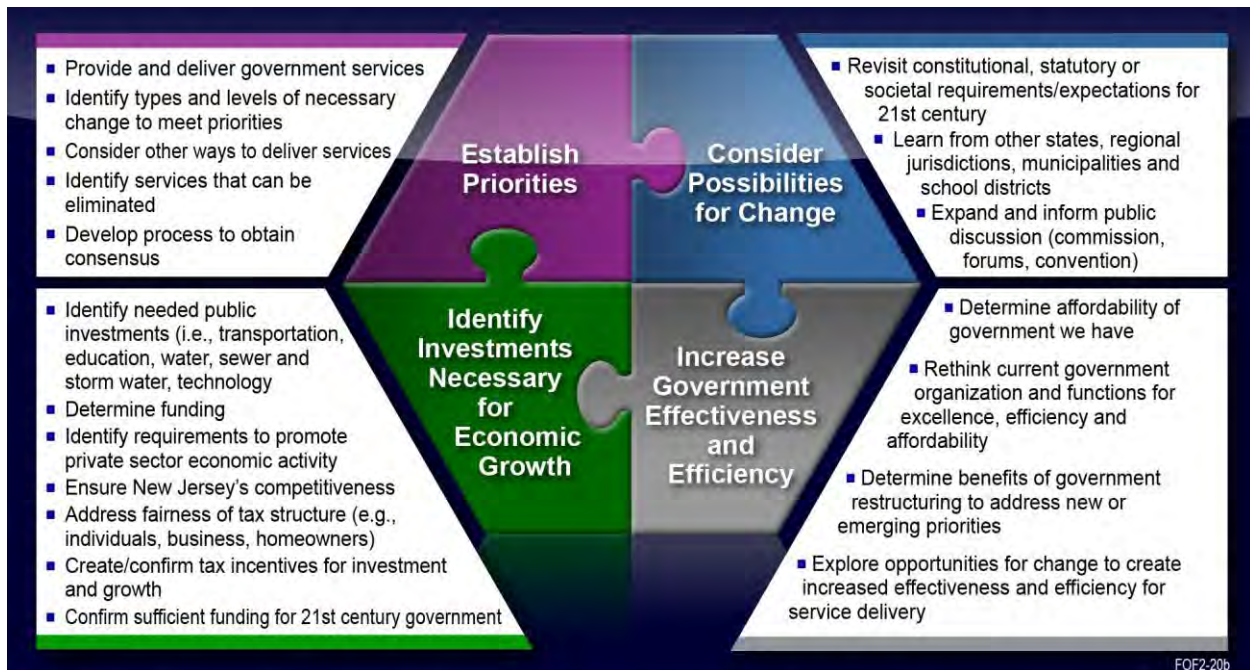 ▪ Provide and deliver government services
▪ Identify types and levels of necessary
change to meet priorities
▪ Consider other ways to deliver services
▪ Identify services that can be
eliminated
▪ Develop process to obtain
consensus
Establish
Priorities
Consider
Possibilities
for Change
▪ Revisit constitutional, statutory or
societal requirements/expectations for
21st century
▪ Learn from other states, regional
jurisdictions, municipalities and
school districts
▪ Expand and inform public
discussion (commission,
forums, convention)
▪ Identify needed public
investments (i.e., transportation,
education, water, sewer and
storm water, technology
▪ Determine funding
▪ Identify requirements to promote
private sector economic activity
▪ Ensure New Jersey's competitiveness
▪ Address fairness of tax structure (e.g.,
individuals, business, homeowners)
▪ Create/confirm tax incentives for investment
and growth
▪ Confirm sufficient funding for 21st century government
Identify
Investments
Necessary
for
Economic
Growth
Increase
Government
Effectiveness
and
Efficiency
▪ Determine affordability of
government we have
▪ Rethink current government
organization and functions for
excellence, efficiency and
affordability
▪ Determine benefits of government
restructuring to address new or
emerging priorities
▪ Explore opportunities for change to create
increased effectiveness and efficiency for
service delivery
FOF2-20b